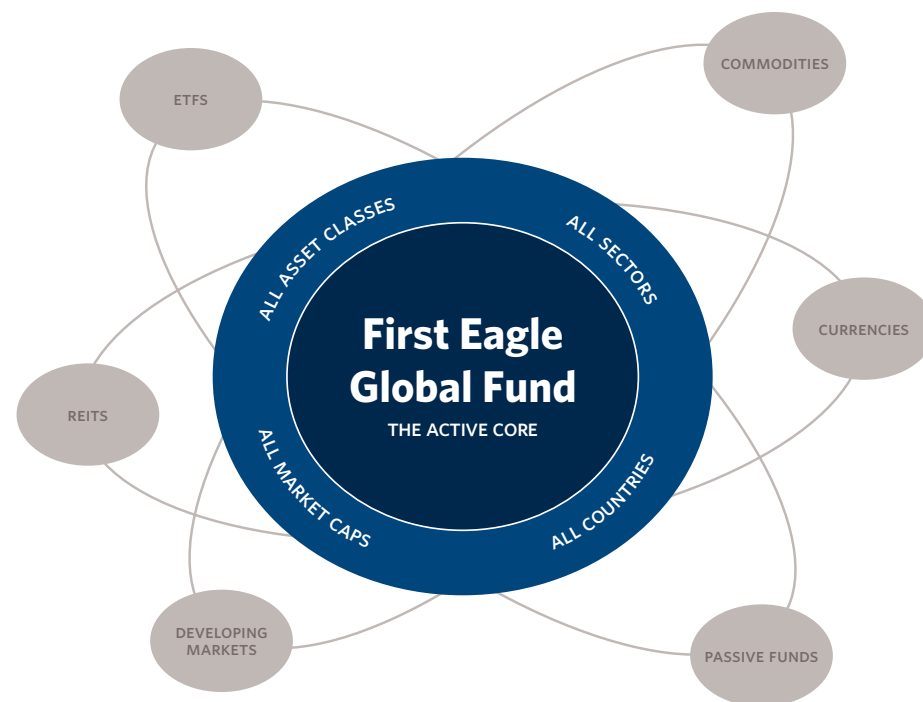 COMMODITIES
ETFS
ALL ASSET CLASSES
ALL SECTORS
First Eagle
Global Fund
THE ACTIVE CORE
CURRENCIES
REITS
ALL MARKET CAPS
ALL COUNTRIES
DEVELOPING
MARKETS
PASSIVE FUNDS